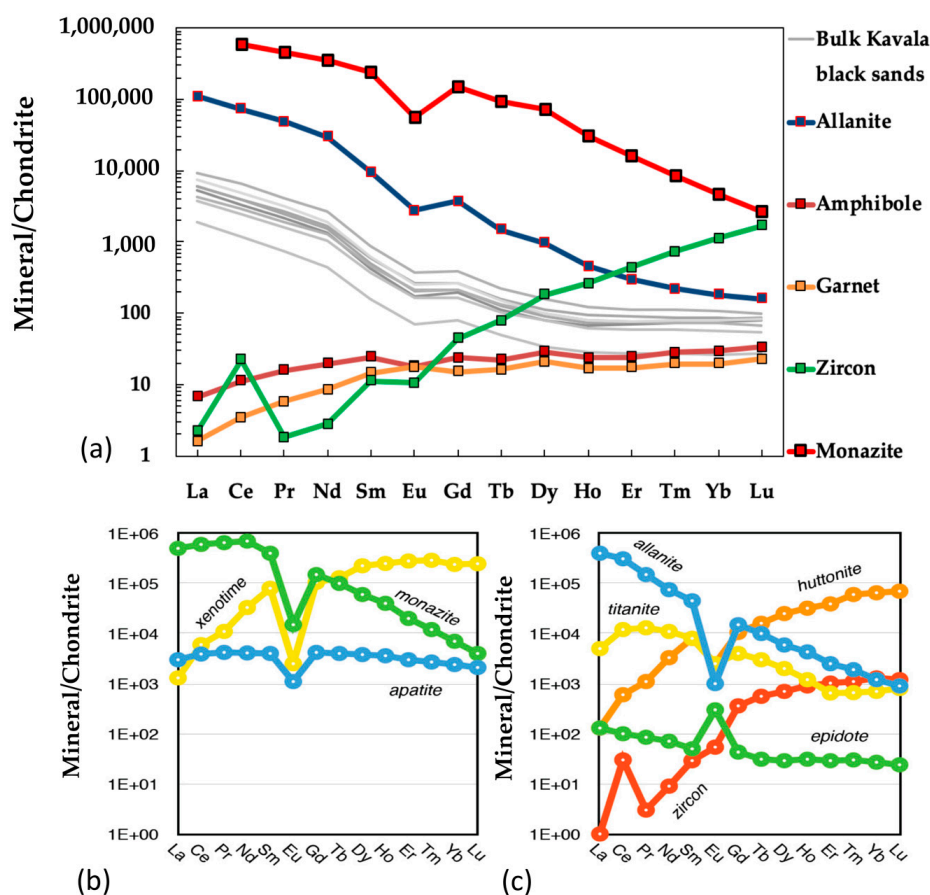 1,000,000
100,000
10,000
1,000
100
10
1
Mineral/Chondrite
(a)
La Ce Pr Nd Sm Eu Gd Tb Dy Ho Er Tm Yb Lu
Bulk Kavala
black sands
Allanite
Amphibole
Garnet
Zircon
Monazite
1E+06
1E+05
1E+04
1E+03
1E+02
1E+01
1E+00
Mineral/Chondrite
xenotime
monazite
apatite
La Ce Pr Nd Sm Eu Gd Tb Dy Ho Er Tm Yb Lu
(b)
1E+06
1E+05
1E+04
1E+03
1E+02
1E+01
1E+00
Mineral/Chondrite
allanite
huttonite
titanite
epidote
zircon
La Ce Pr Nd Sm Eu Gd Tb Dy Ho Er Tm Yb Lu
(c)